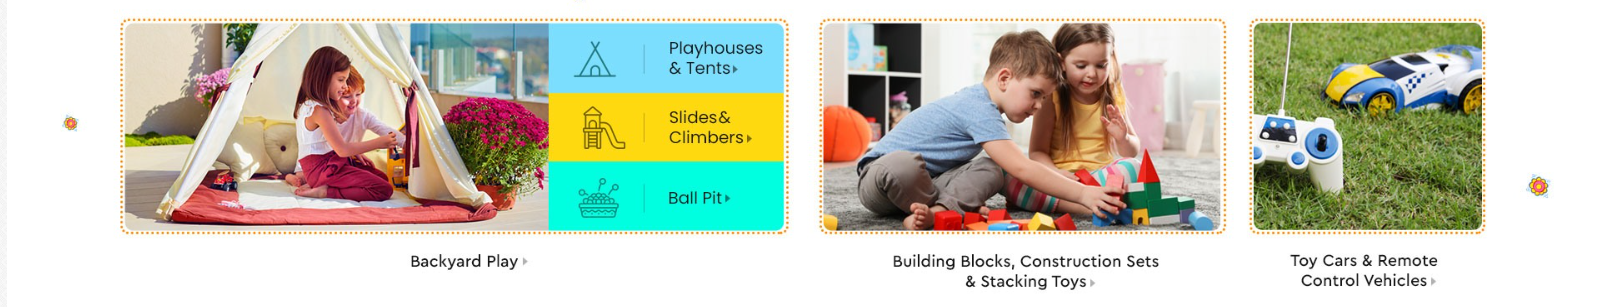 Playhouses
& Tents
Slides&
Climbers
Ball Pit
Backyard Play
Building Blocks, Construction Sets
& Stacking Toys
Toy Cars & Remote
Control Vehicles